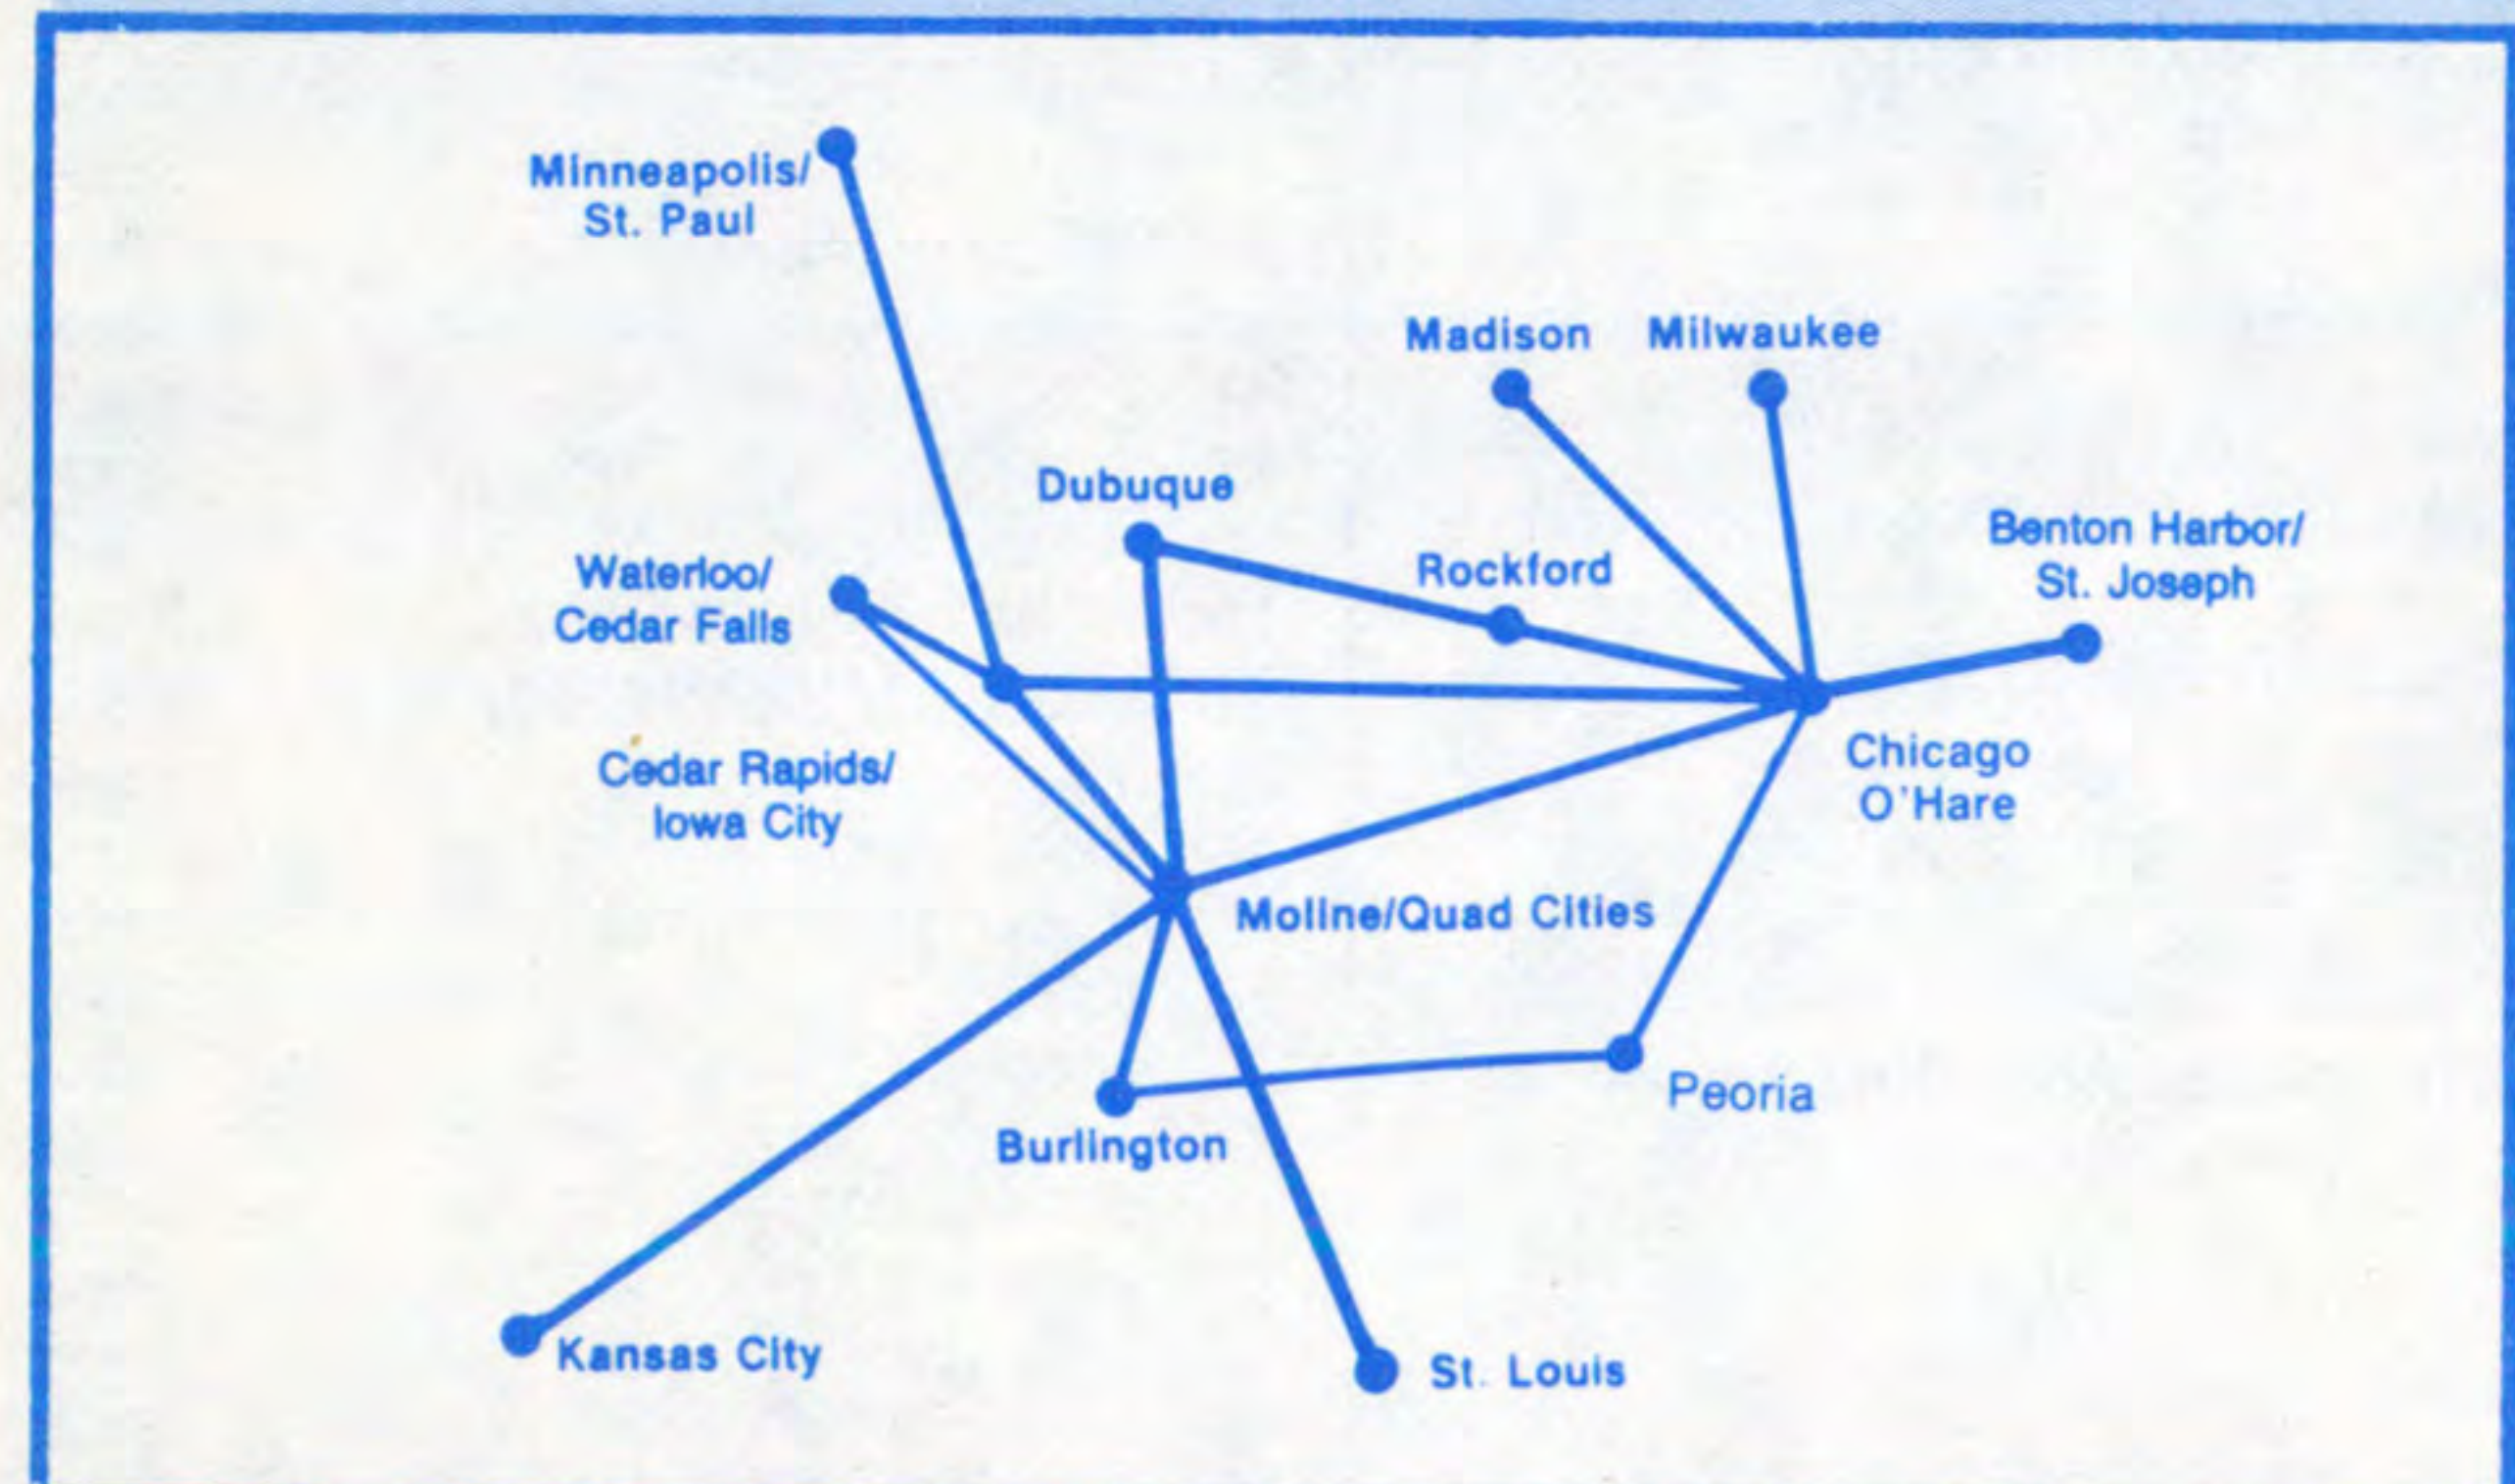 Minneapolis/
St. Paul
Madison
Milwaukee
Dubuque
Benton Harbor/
St. Joseph
Waterloo/
Cedar Falls
Rockford
Cedar Rapids/
Iowa City
Chicago
O'Hare
Moline/Quad Cities
Peoria
Burlington
Kansas City
St. Louis